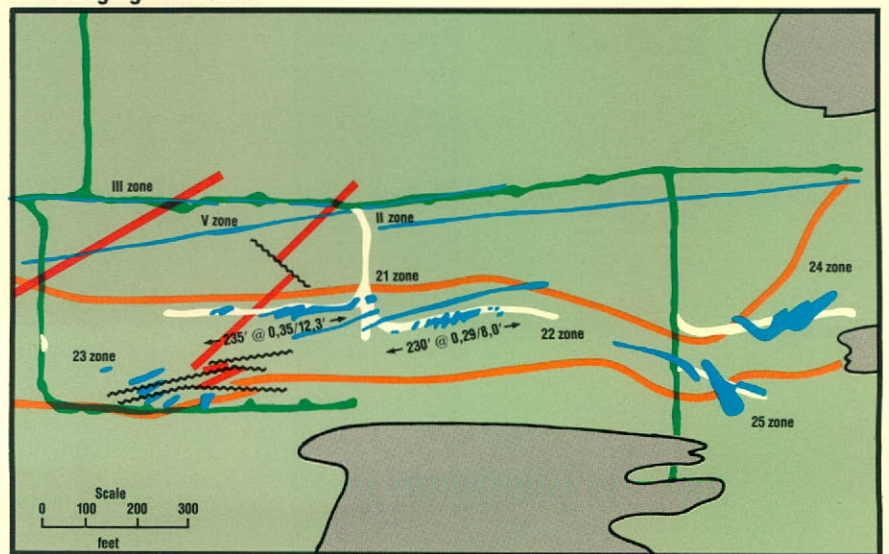 III zone
V zone
II zone
21 zone
24 zone
235' @ 0,35/12,3'
230' @ 0,29/8,0'
22 zone
23 zone
25 zone
Scale
0 100 200 300
feet